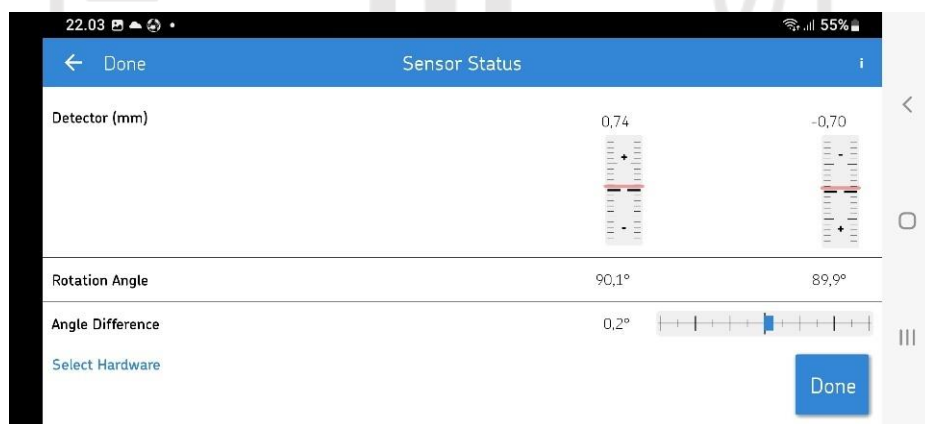 22.03 55%
Done Sensor Status i
Detector (mm) 0,74 -0,70
+ -
- +
Rotation Angle 90,1° 89,9°
Angle Difference 0,2°
Select Hardware
Done